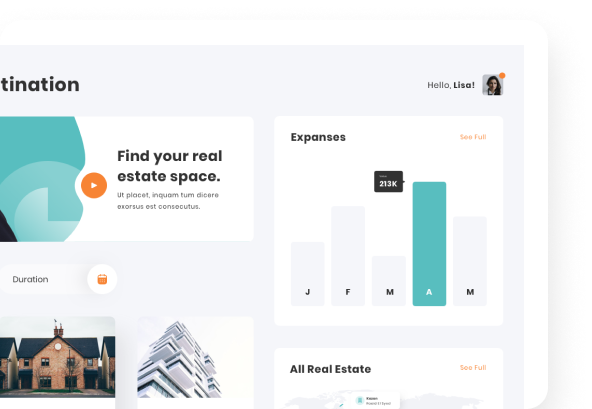 tination
Hello, Lisa!
Find your real
estate space.
Ut placet, inquam tum dicere
exorsus est consecutus.
Expanses
See Full
213K
J
F
M
A
M
Duration
All Real Estate
See Full